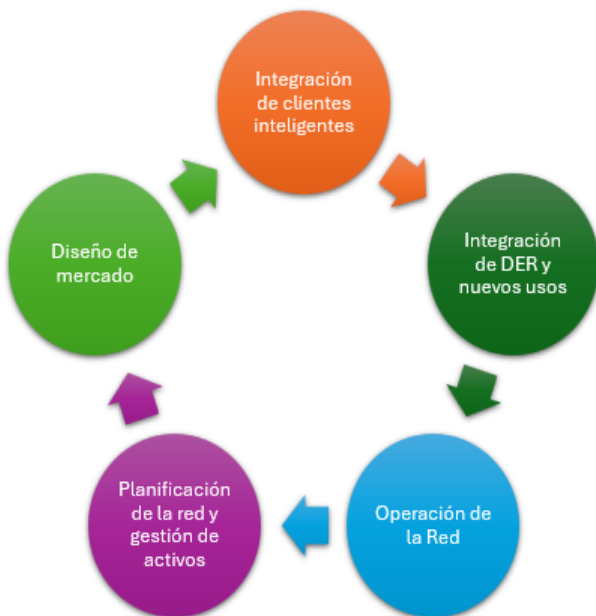 Integración
de clientes
inteligentes
Integración
de DER y
nuevos usos
Operación de
la Red
Planificación
de la red y
gestión de
activos
Diseño de
mercado